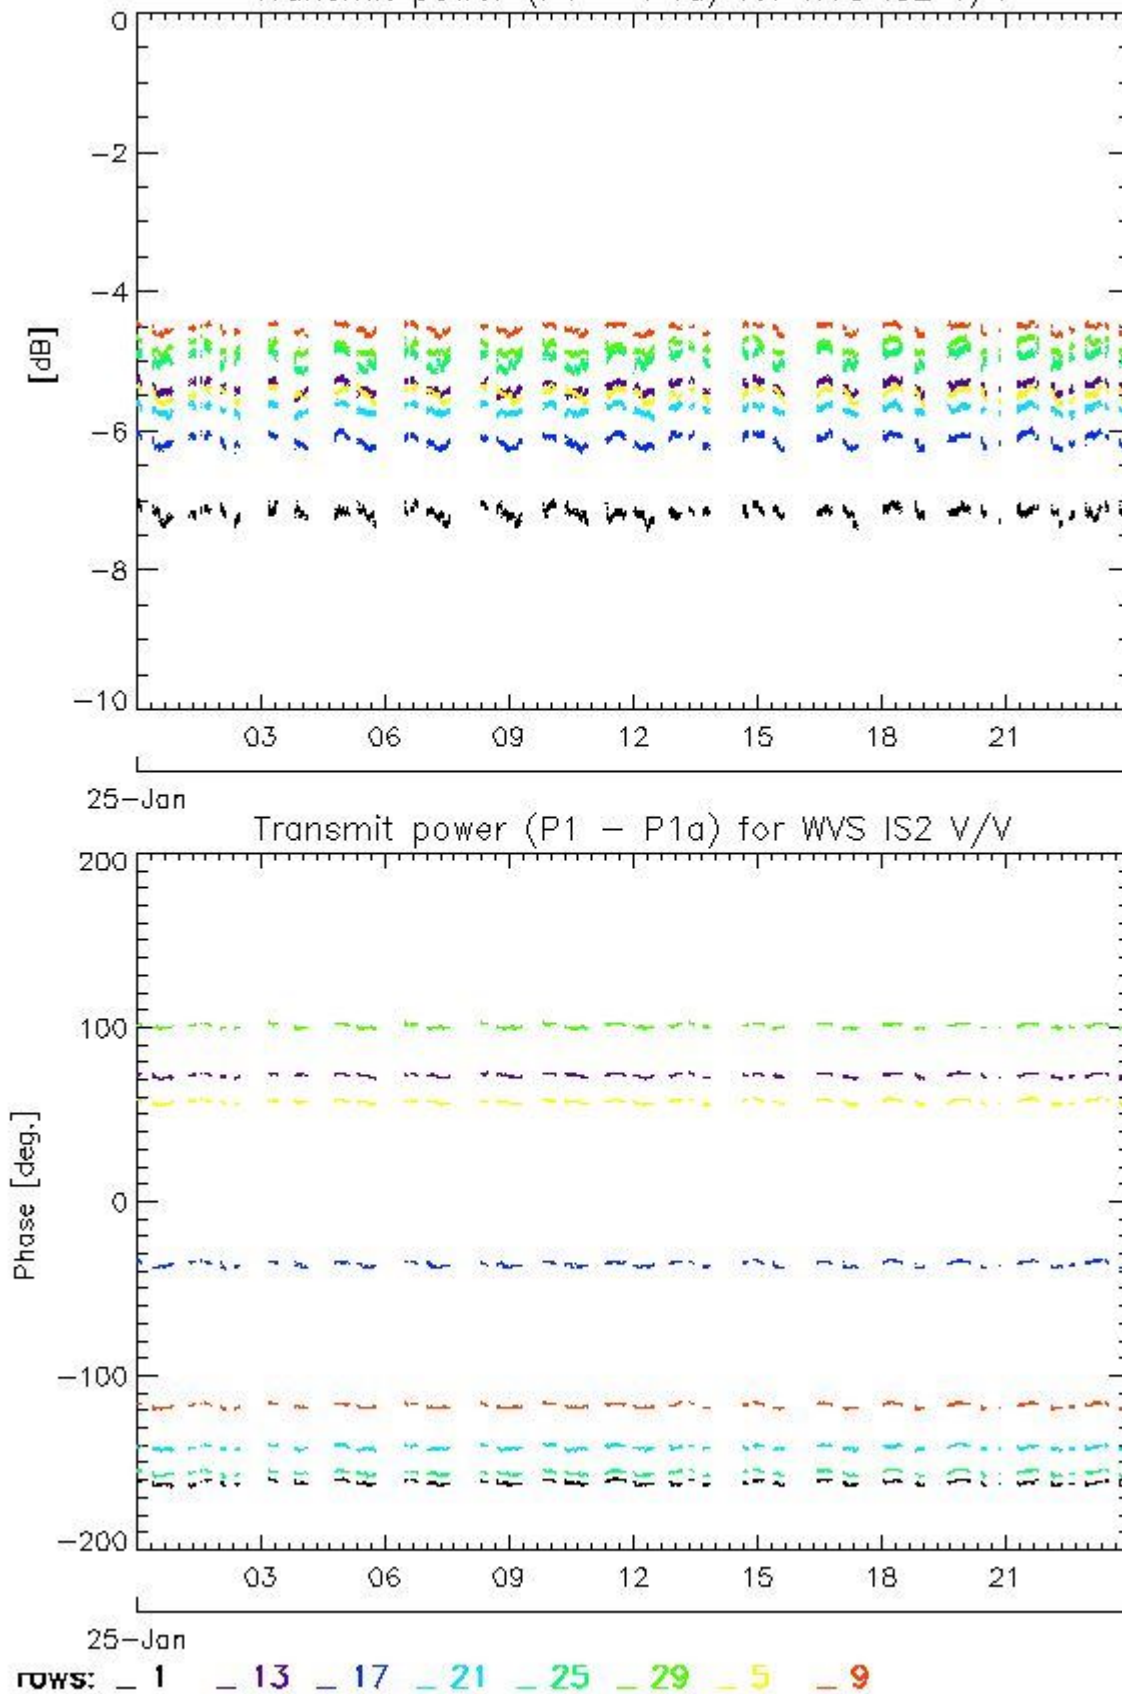 0
−2
−4
[dB]
−6
−8
−10
03 06 09 12 15 18 21
25−Jan
Transmit power (P1 − P1a) for WVS IS2 V/V
200
100
Phase [deg.]
0
−100
−200
03 06 09 12 15 18 21
25−Jan
rows: _ 1 _ 13 _ 17 _ 21 _ 25 _ 29 _ 5 _ 9